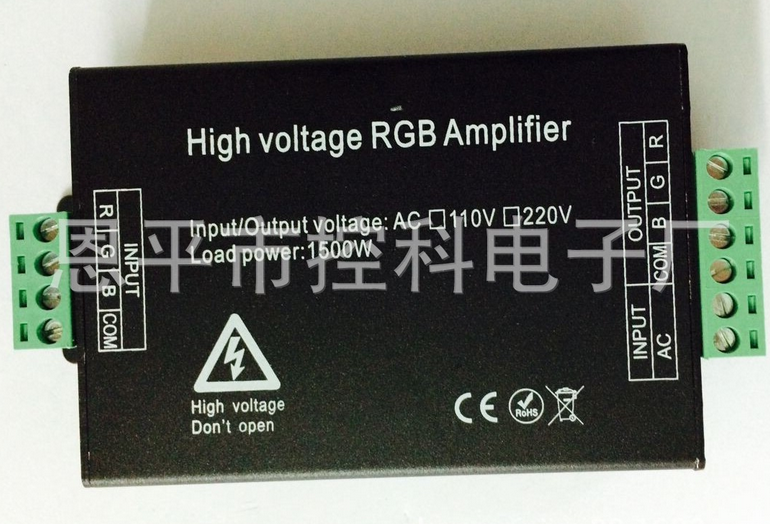 High voltage RGB Amplifier
Input/Output voltage: AC □110V □220V
Load power:1500W
恩平市控科电子厂
INPUT
R G B COM
OUTPUT
R G B COM
INPUT
AC
High voltage
Don't open
CE RoHS